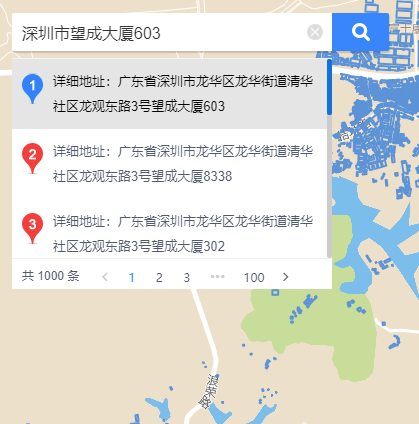 深圳市望成大厦603
1
详细地址：广东省深圳市龙华区龙华街道清华
社区龙观东路3号望成大厦603
2
详细地址：广东省深圳市龙华区龙华街道清华
社区龙观东路3号望成大厦8338
3
详细地址：广东省深圳市龙华区龙华街道清华
社区龙观东路3号望成大厦302
共 1000 条 1 2 3 ••• 100
浪荣路